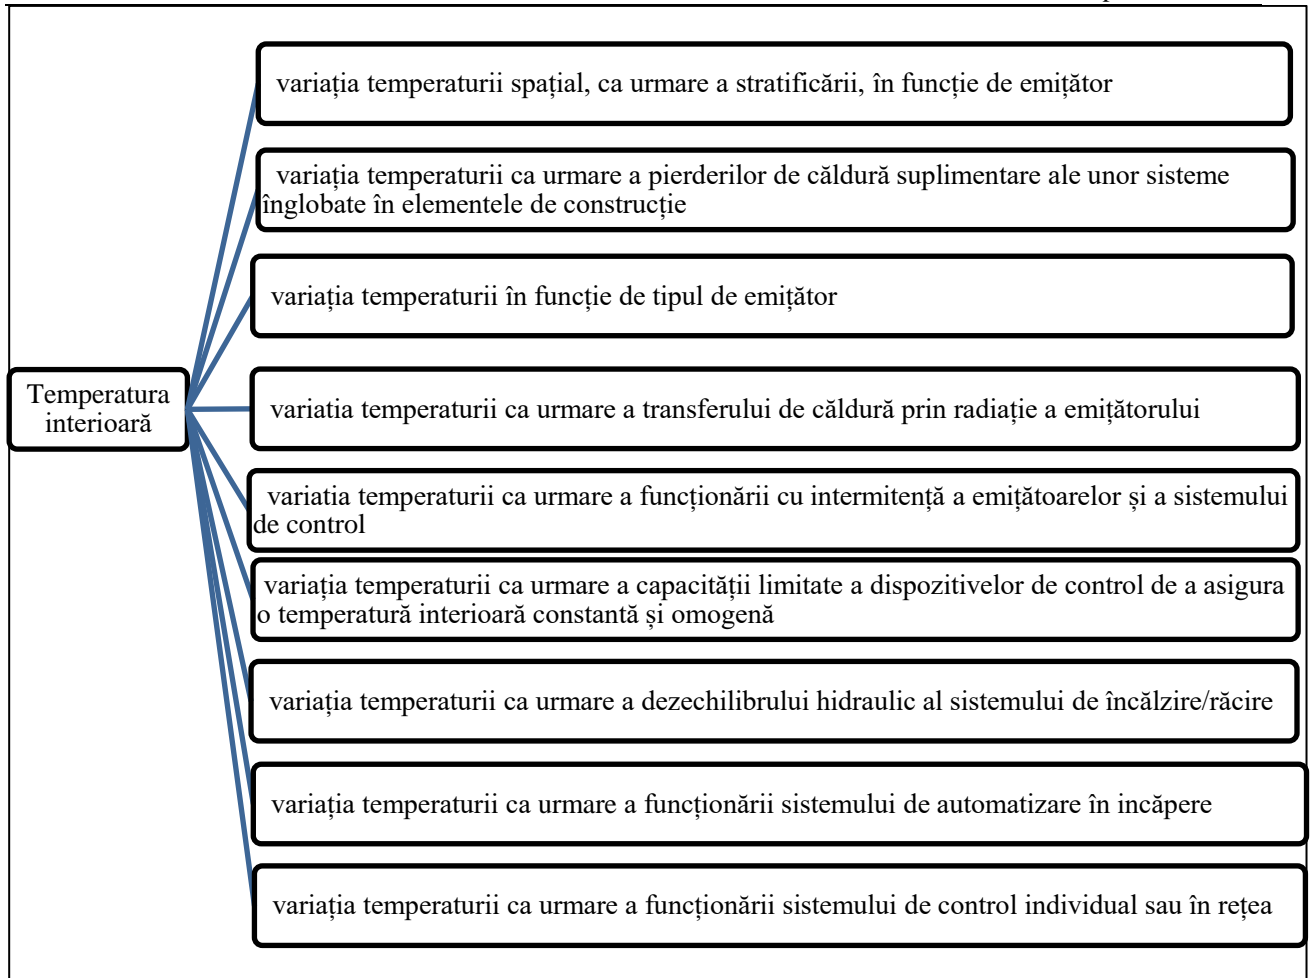 variația temperaturii spațial, ca urmare a stratificării, în funcție de emițător
variația temperaturii ca urmare a pierderilor de căldură suplimentare ale unor sisteme
înglobate în elementele de construcție
variația temperaturii în funcție de tipul de emițător
Temperatura
interioară
variatia temperaturii ca urmare a transferului de căldură prin radiație a emițătorului
variatia temperaturii ca urmare a funcționării cu intermitență a emițătoarelor și a sistemului
de control
variația temperaturii ca urmare a capacității limitate a dispozitivelor de control de a asigura
o temperatură interioară constantă și omogenă
variația temperaturii ca urmare a dezechilibrului hidraulic al sistemului de încălzire/răcire
variația temperaturii ca urmare a funcționării sistemului de automatizare în incăpere
variația temperaturii ca urmare a funcționării sistemului de control individual sau în rețea